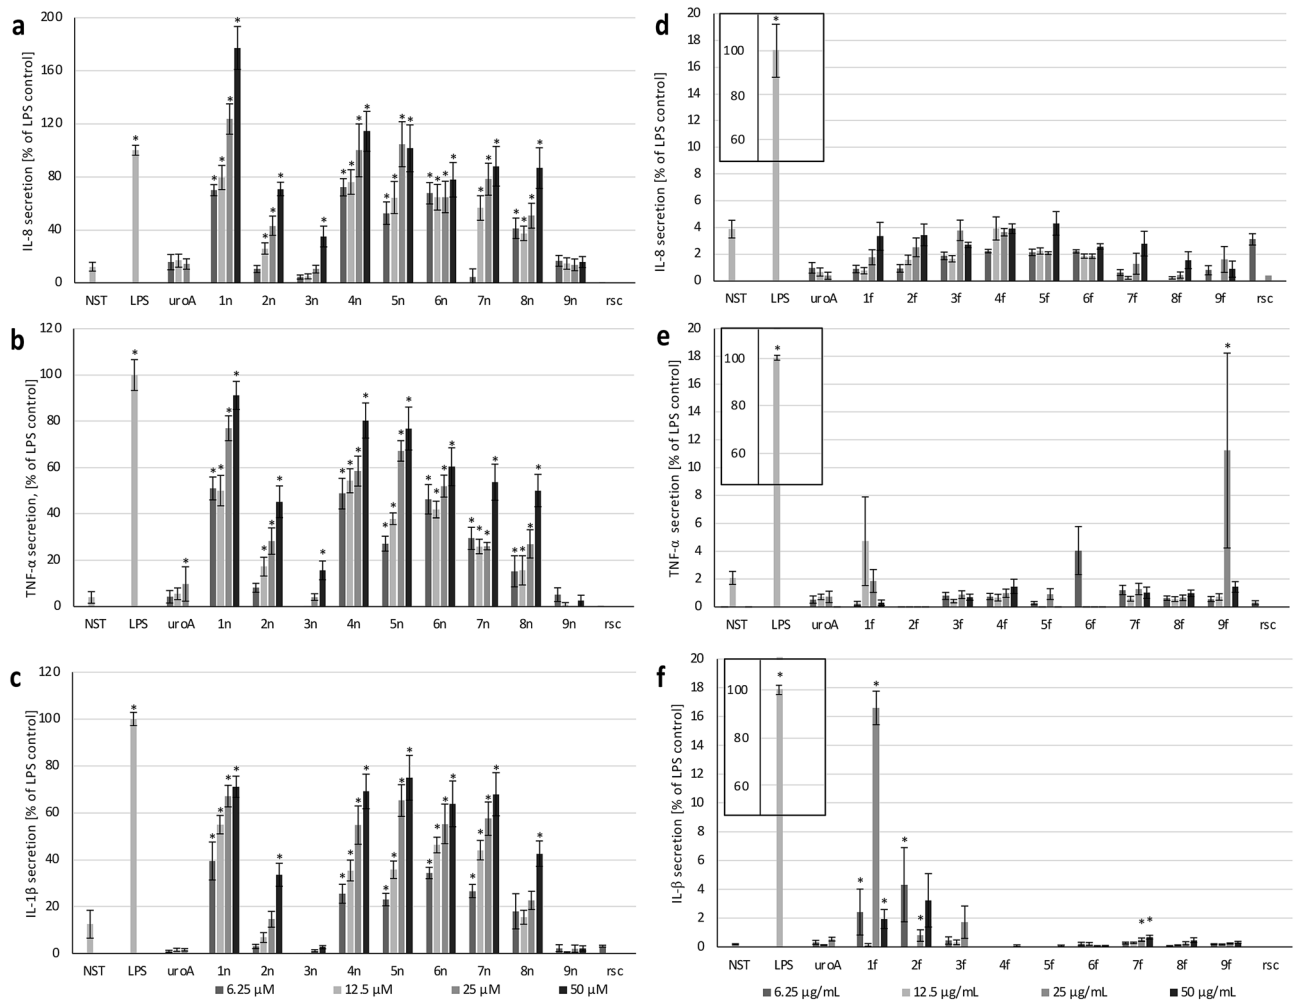 a
IL-8 secretion [% of LPS control]
200
160
120
80
40
0
NST LPS uroA 1n 2n 3n 4n 5n 6n 7n 8n 9n rsc
* * * * * * * * * * * * * * * * * * * * * * * * * * * *
b
TNF-α secretion, [% of LPS control]
120
100
80
60
40
20
0
NST LPS uroA 1n 2n 3n 4n 5n 6n 7n 8n 9n rsc
c
IL-1β secretion [% of LPS control]
120
100
80
60
40
20
0
NST LPS uroA 1n 2n 3n 4n 5n 6n 7n 8n 9n rsc
6.25 µM 12.5 µM 25 µM 50 µM
d
IL-8 secretion [% of LPS control]
20
18
16
14
12
10
8
6
4
2
0
100
80
60
*
NST LPS uroA 1f 2f 3f 4f 5f 6f 7f 8f 9f rsc
e
TNF-α secretion [% of LPS control]
20
18
16
14
12
10
8
6
4
2
0
100
80
60
* *
NST LPS uroA 1f 2f 3f 4f 5f 6f 7f 8f 9f rsc
f
IL-β secretion [% of LPS control]
20
18
16
14
12
10
8
6
4
2
0
100
80
60
* * * * * * * *
NST LPS uroA 1f 2f 3f 4f 5f 6f 7f 8f 9f rsc
6.25 µg/mL 12.5 µg/mL 25 µg/mL 50 µg/mL